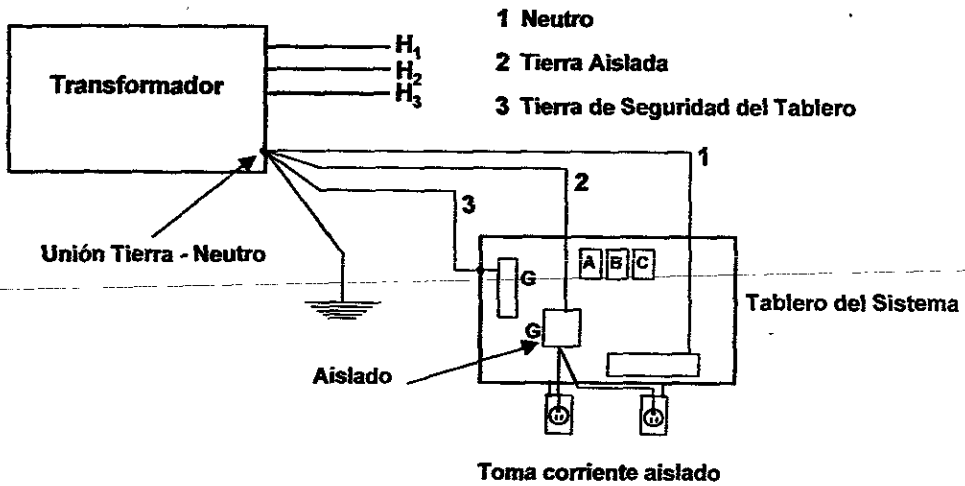 1 Neutro
H1
H2
Transformador
H3
2 Tierra Aislada
3 Tierra de Seguridad del Tablero
1
2
3
Unión Tierra - Neutro
A B C
G
Tablero del Sistema
G
Aislado
Toma corriente aislado